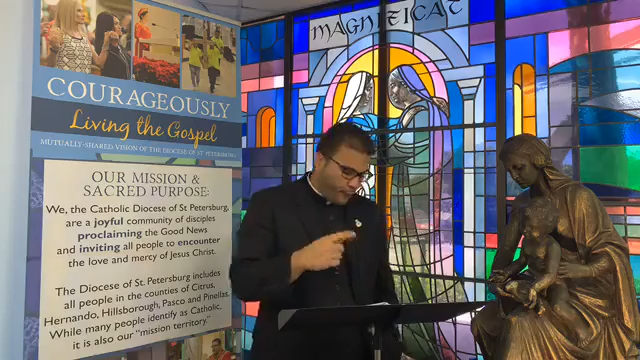 MAGNIFICAT
COURAGEOUSLY
Living the Gospel
MUTUALLY-SHARED VISION OF THE DIOCESE OF ST. PETERSBURG
OUR MISSION &
SACRED PURPOSE:
We, the Catholic Diocese of St Petersburg,
are a joyful community of disciples
proclaiming the Good News
and inviting all people to encounter
the love and mercy of Jesus Christ.
The Diocese of St. Petersburg includes
all people in the counties of Citrus,
Hernando, Hillsborough, Pasco and Pinellas.
While many people identify as Catholic,
it is also our "mission territory".